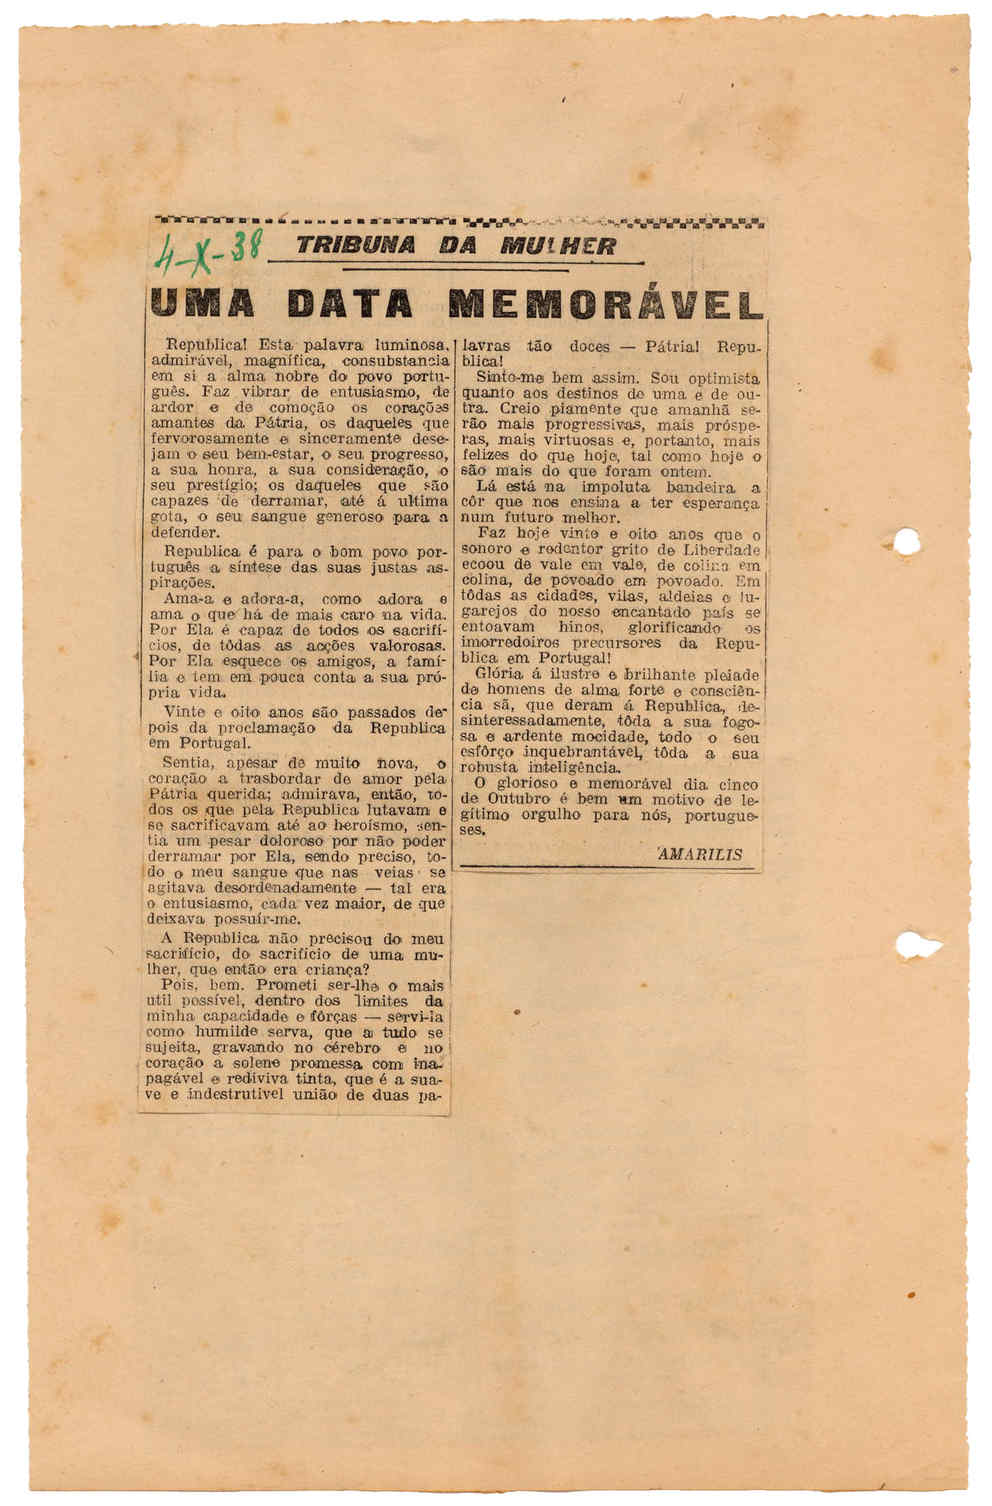 4-X-38
TRIBUNA DA MULHER
UMA DATA MEMORÁVEL
Republica! Esta palavra luminosa,
admirável, magnífica, consubstancia
em si a alma nobre do povo portu-
guês. Faz vibrar de entusiasmo, de
ardor e de comoção os corações
amantes da Pátria, os daqueles que
fervorosamente e sinceramente dese-
jam o seu bem-estar, o seu progresso,
a sua honra, a sua consideração, o
seu prestígio; os daqueles que são
capazes de derramar, até á ultima
gota, o seu sangue generoso para a
defender.
Republica é para o bom povo por-
tuguês a síntese das suas justas as-
pirações.
Ama-a e adora-a, como adora e
ama o que há de mais caro na vida.
Por Ela é capaz de todos os sacrifí-
cios, de tôdas as acções valorosas.
Por Ela esquece os amigos, a famí-
lia e tem em pouca conta a sua pró-
pria vida.
Vinte e oito anos são passados de-
pois da proclamação da Republica
em Portugal.
Sentia, apesar de muito nova, o
coração a trasbordar de amor pela
Pátria querida; admirava, então, to-
dos os que pela Republica lutavam e
se sacrificavam até ao heroísmo, sen-
tia um pesar doloroso por não poder
derramar por Ela, sendo preciso, to-
do o meu sangue que nas veias se
agitava desordenadamente — tal era
o entusiasmo, cada vez maior, de que
deixava possuír-me.
A Republica não precisou do meu
sacrifício, do sacrifício de uma mu-
lher, que então era criança?
Pois, bem. Prometi ser-lhe o mais
util possível, dentro dos limites da
minha capacidade e fôrças — servi-la
como humilde serva, que a tudo se
sujeita, gravando no cérebro e no
coração a solene promessa com ina-
pagável e rediviva tinta, que é a sua-
ve e indestrutivel união de duas pa-
lavras tão doces — Pátria! Repu-
blica!
Sinto-me bem assim. Sou optimista
quanto aos destinos de uma e de ou-
tra. Creio piamente que amanhã se-
rão mais progressivas, mais próspe-
ras, mais virtuosas e, portanto, mais
felizes do que hoje, tal como hoje o
são mais do que foram ontem.
Lá está na impoluta bandeira a
côr que nos ensina a ter esperança
num futuro melhor.
Faz hoje vinte e oito anos que o
sonoro e redentor grito de Liberdade
ecoou de vale em vale, de colina em
colina, de povoado em povoado. Em
tôdas as cidades, vilas, aldeias e lu-
garejos do nosso encantado país se
entoavam hinos, glorificando os
imorredoiros precursores da Repu-
blica em Portugal!
Glória á ilustre e brilhante pleiade
de homens de alma forte e consciên-
cia sã, que deram á Republica, de-
sinteressadamente, tôda a sua fogo-
sa e ardente mocidade, todo o seu
esfôrço inquebrantável, tôda a sua
robusta inteligência.
O glorioso e memorável dia cinco
de Outubro é bem um motivo de le-
gítimo orgulho para nós, portugue-
ses.
AMARILIS